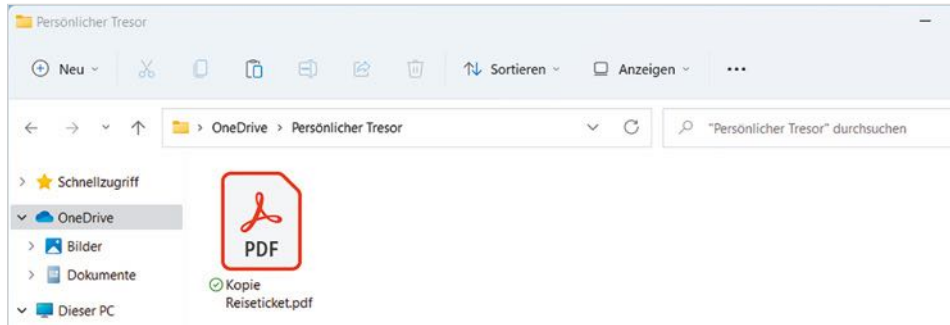 Persönlicher Tresor
Neu Sortieren Anzeigen
OneDrive > Persönlicher Tresor "Persönlicher Tresor" durchsuchen
Schnellzugriff
OneDrive
Bilder
Dokumente
Dieser PC
PDF
Kopie
Reiseticket.pdf